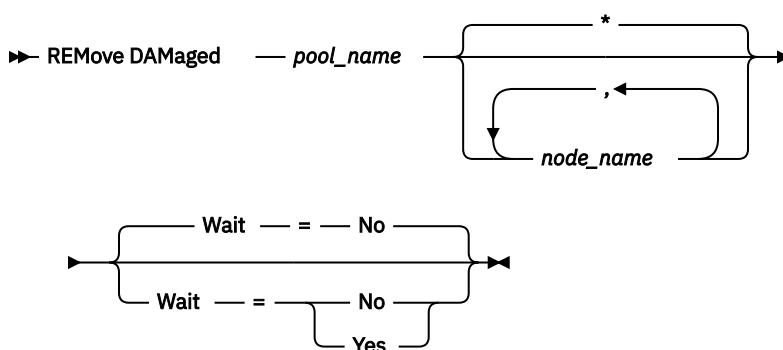 *
REMove DAMaged pool_name
,
node_name
Wait = No
Wait = No
Yes